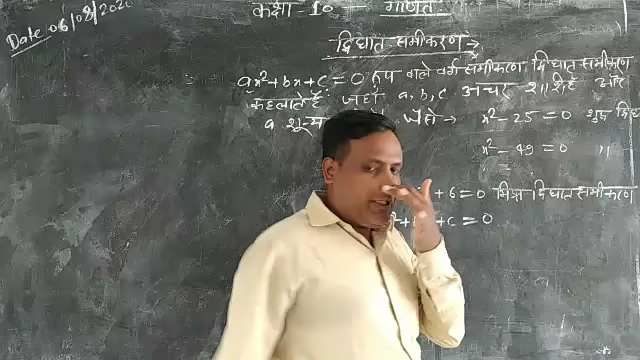 Date 06/08/2020
कक्षा - 10 - गणित
द्विघात समीकरण
ax²+bx+c=0 रूप वाले वर्ग समीकरण द्विघात समीकरण
कहलाते हैं जहाँ a, b, c अचर राशि हैं और
a शून्य
x² - 25 = 0 शुद्ध
x² - 49 = 0 "
+ 6 = 0 मिश्र द्विघात समीकरण
+ c = 0